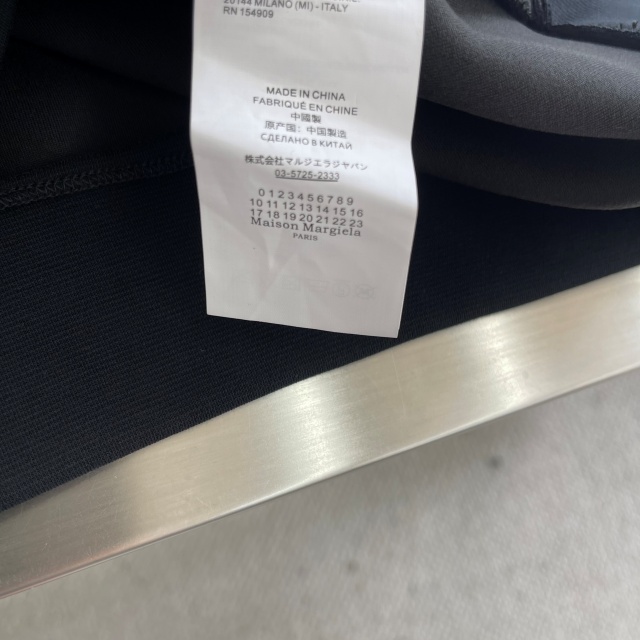 20144 MILANO (MI) - ITALY
RN 154909
MADE IN CHINA
FABRIQUÉ EN CHINE
中國製
原产国: 中国製造
СДЕЛАНО В КИТАЙ
株式会社マルジェラジャパン
03-5725-2333
0 1 2 3 4 5 6 7 8 9
10 11 12 13 14 15 16
17 18 19 20 21 22 23
Maison Margiela
PARIS